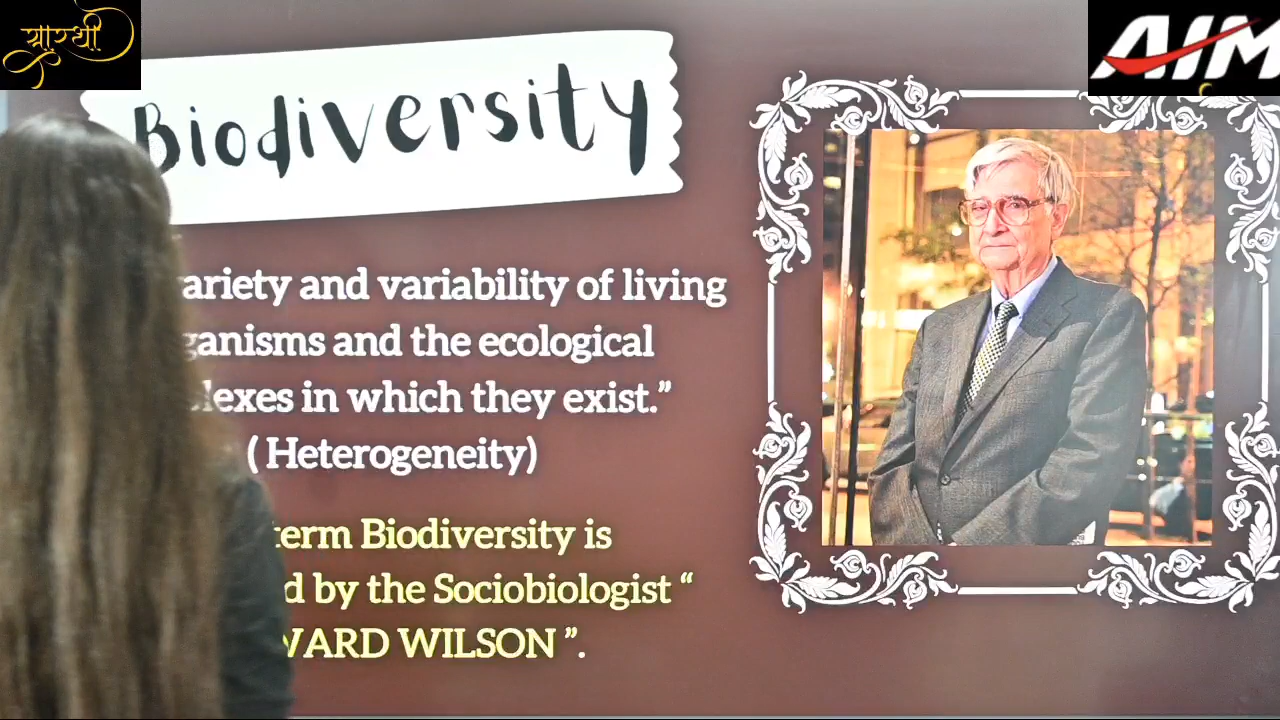 सारथी
AIM
Biodiversity
ariety and variability of living
ganisms and the ecological
lexes in which they exist.”
( Heterogeneity)
term Biodiversity is
d by the Sociobiologist “
WARD WILSON ”.